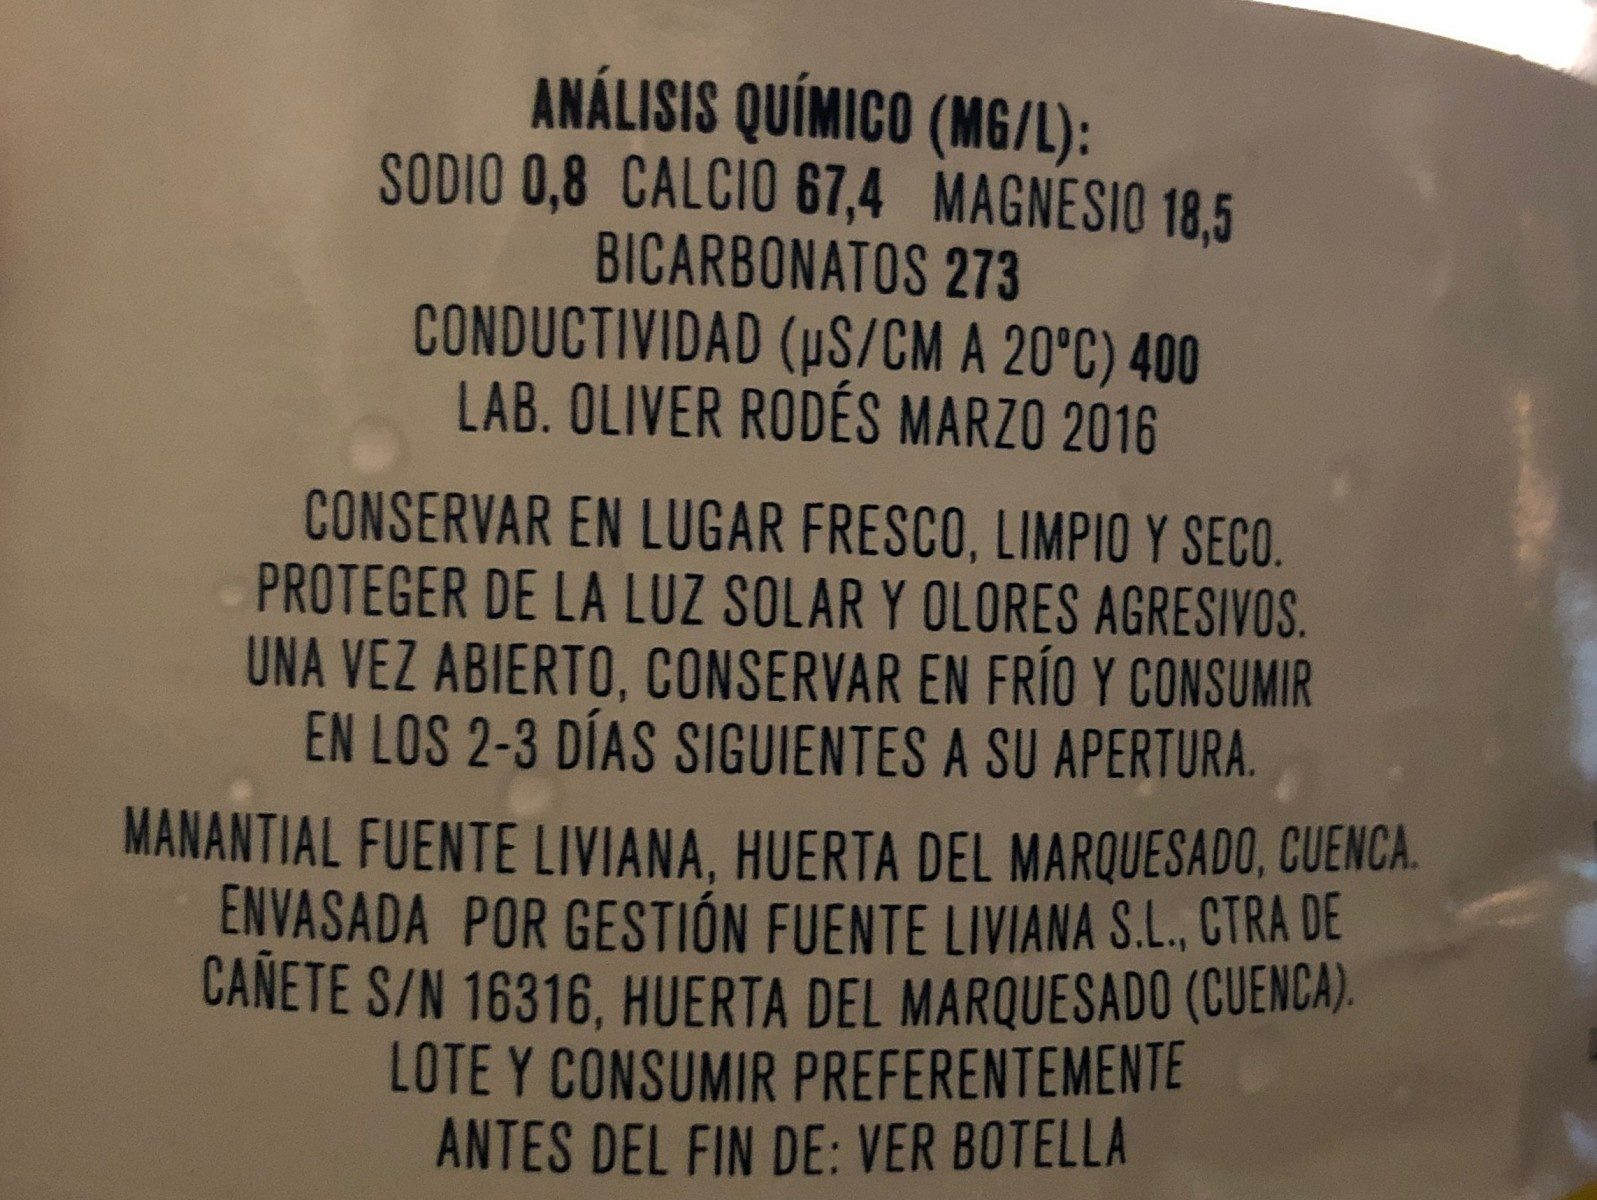 ANÁLISIS QUÍMICO (MG/L):
SODIO 0,8 CALCIO 67,4 MAGNESIO 18,5
BICARBONATOS 273
CONDUCTIVIDAD (µS/CM A 20ºC) 400
LAB. OLIVER RODÉS MARZO 2016
CONSERVAR EN LUGAR FRESCO, LIMPIO Y SECO.
PROTEGER DE LA LUZ SOLAR Y OLORES AGRESIVOS.
UNA VEZ ABIERTO, CONSERVAR EN FRÍO Y CONSUMIR
EN LOS 2-3 DÍAS SIGUIENTES A SU APERTURA.
MANANTIAL FUENTE LIVIANA, HUERTA DEL MARQUESADO, CUENCA.
ENVASADA POR GESTIÓN FUENTE LIVIANA S.L., CTRA DE
CAÑETE S/N 16316, HUERTA DEL MARQUESADO (CUENCA).
LOTE Y CONSUMIR PREFERENTEMENTE
ANTES DEL FIN DE: VER BOTELLA